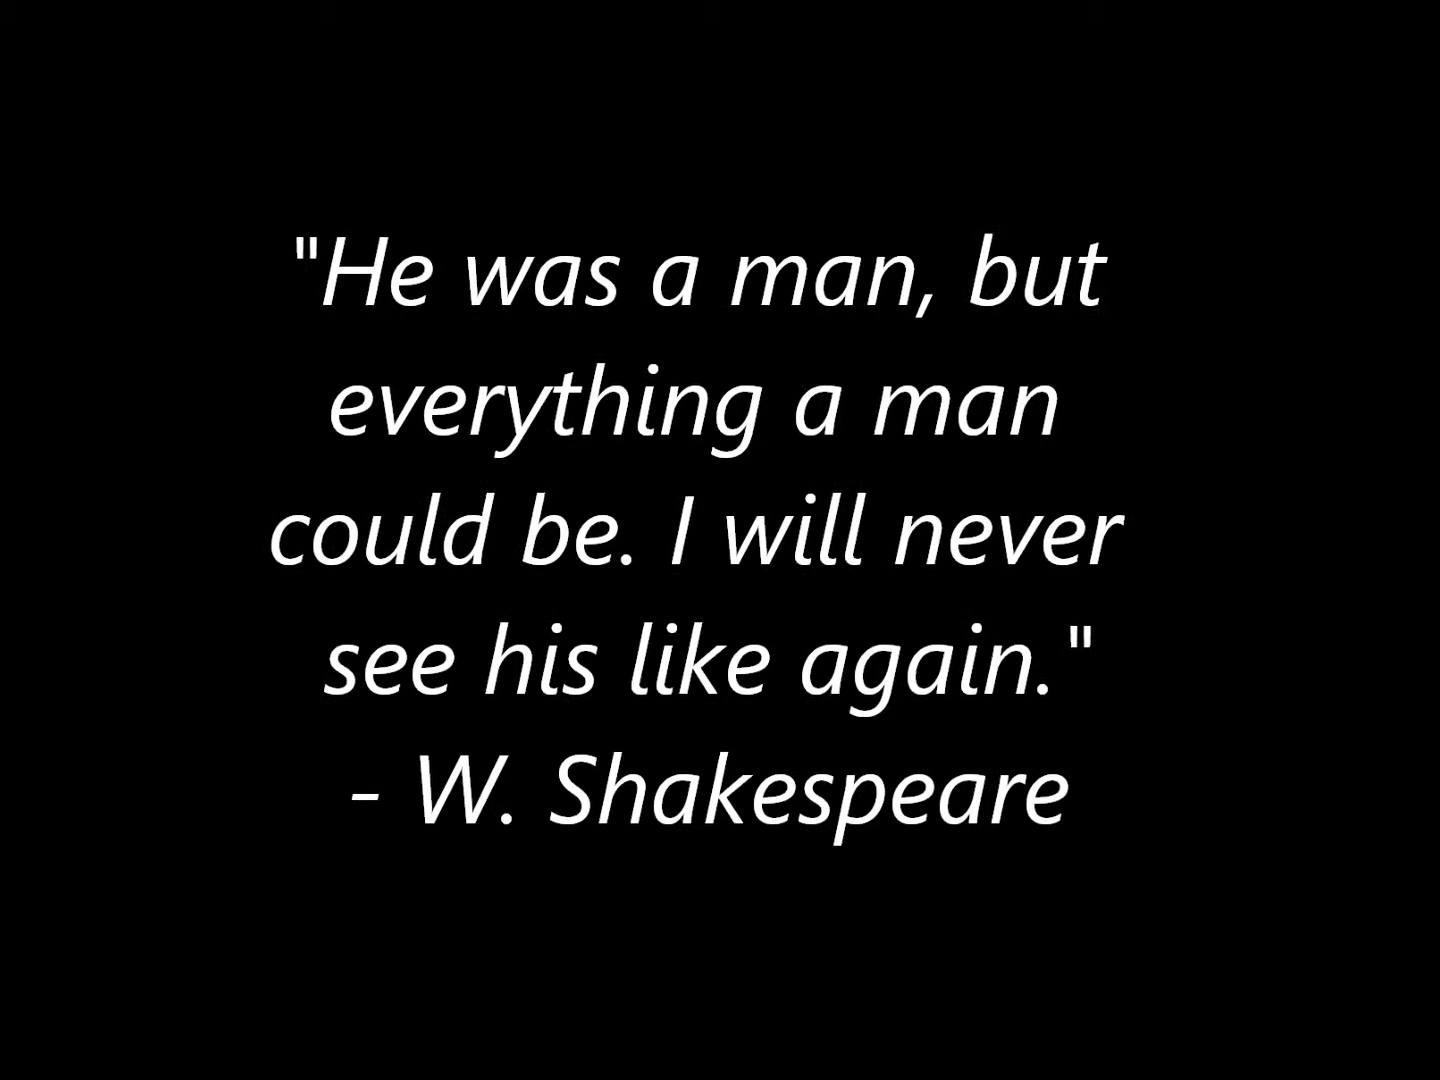 "He was a man, but
everything a man
could be. I will never
see his like again."
- W. Shakespeare